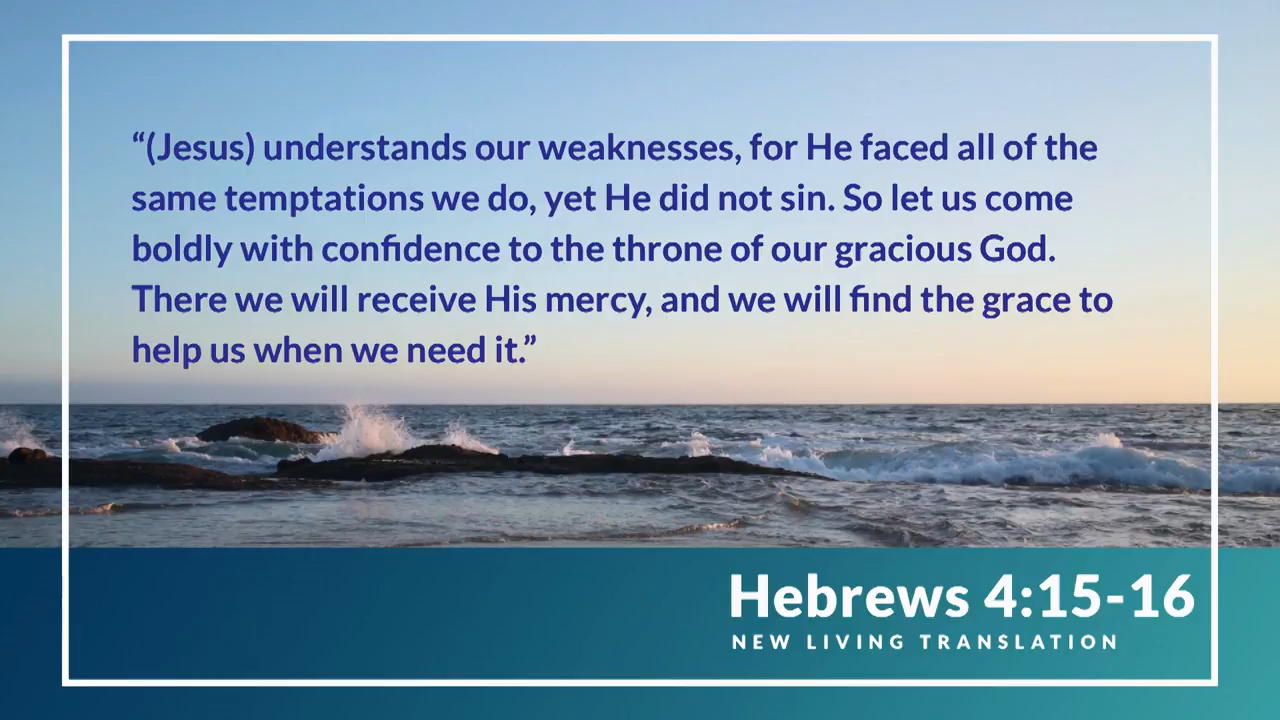 “(Jesus) understands our weaknesses, for He faced all of the
same temptations we do, yet He did not sin. So let us come
boldly with confidence to the throne of our gracious God.
There we will receive His mercy, and we will find the grace to
help us when we need it.”
Hebrews 4:15-16
NEW LIVING TRANSLATION